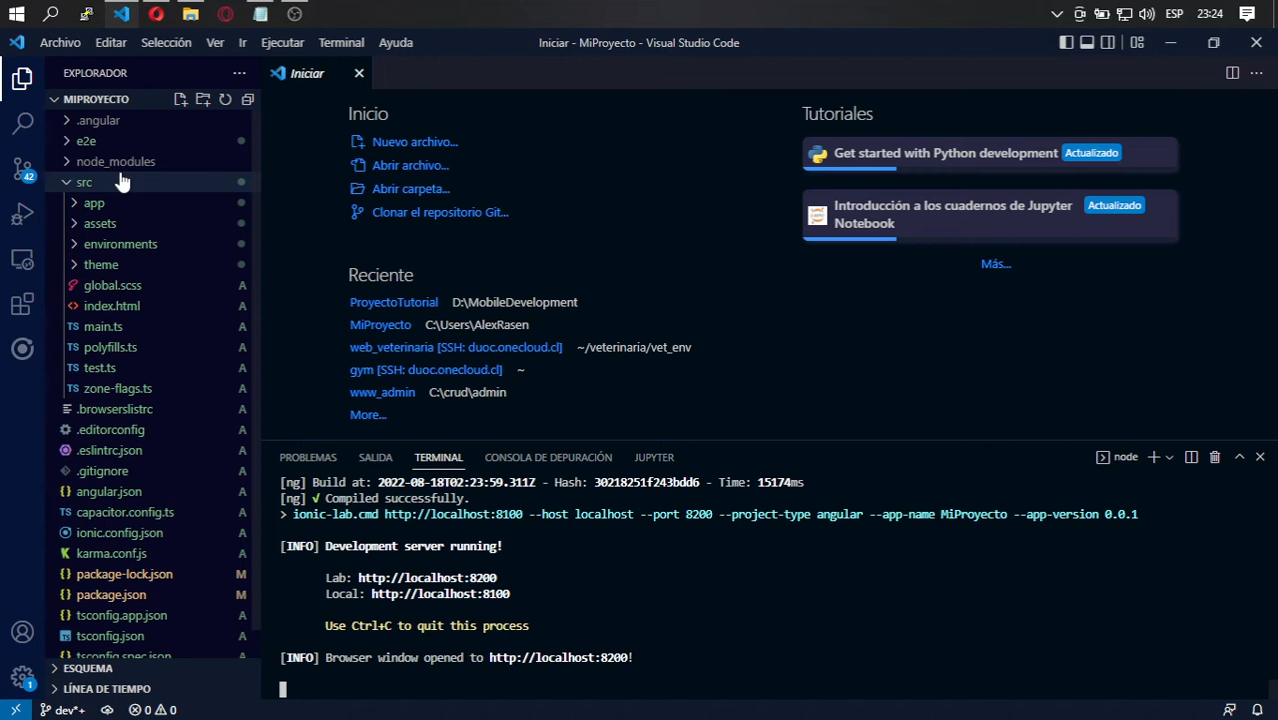 ESP
23:24
Archivo Editar Selección Ver Ir Ejecutar Terminal Ayuda
Iniciar - MiProyecto - Visual Studio Code
EXPLORADOR
MIPROYECTO
.angular
e2e
node_modules
src
app
assets
environments
theme
global.scss A
index.html A
TS main.ts A
TS polyfills.ts A
TS test.ts A
TS zone-flags.ts A
.browserslistrc A
.editorconfig A
.eslintrc.json A
.gitignore A
angular.json A
TS capacitor.config.ts A
ionic.config.json A
karma.conf.js A
package-lock.json M
package.json M
tsconfig.app.json A
tsconfig.json A
tsconfig.spec.json A
ESQUEMA
LÍNEA DE TIEMPO
42
1
Iniciar
Inicio
Nuevo archivo...
Abrir archivo...
Abrir carpeta...
Clonar el repositorio Git...
Reciente
ProyectoTutorial D:\MobileDevelopment
MiProyecto C:\Users\AlexRasen
web_veterinaria [SSH: duoc.onecloud.cl] ~/veterinaria/vet_env
gym [SSH: duoc.onecloud.cl] ~
www_admin C:\crud\admin
More...
Tutoriales
Get started with Python development Actualizado
Introducción a los cuadernos de Jupyter Actualizado
Notebook
Más...
PROBLEMAS SALIDA TERMINAL CONSOLA DE DEPURACIÓN JUPYTER
node
[ng] Build at: 2022-08-18T02:23:59.311Z - Hash: 30218251f243bdd6 - Time: 15174ms
[ng] √ Compiled successfully.
> ionic-lab.cmd http://localhost:8100 --host localhost --port 8200 --project-type angular --app-name MiProyecto --app-version 0.0.1
[INFO] Development server running!
Lab: http://localhost:8200
Local: http://localhost:8100
Use Ctrl+C to quit this process
[INFO] Browser window opened to http://localhost:8200!
dev*+
0 0